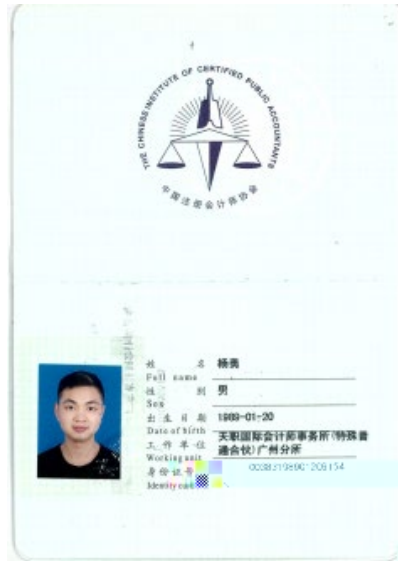 THE CHINESE INSTITUTE OF CERTIFIED PUBLIC ACCOUNTANTS
中国注册会计师协会
姓 名 杨勇
Full name
性 别 男
Sex
出生日期 1989-01-20
Date of birth
工作单位 天职国际会计师事务所(特殊普
通合伙)广州分所
Working unit
身份证号
Identity card